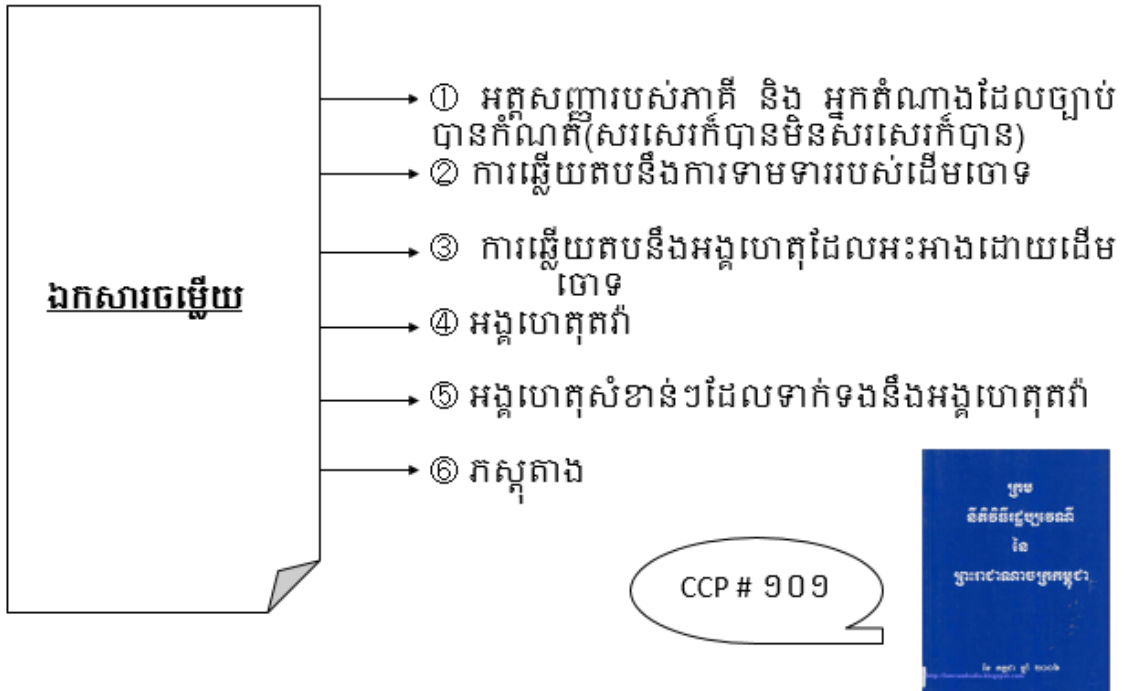 ① អត្តសញ្ញារបស់ភាគី និង អ្នកតំណាងដែលច្បាប់
បានកំណត់(សរសេរក៏បានមិនសរសេរក៏បាន)
② ការឆ្លើយតបនឹងការទាមទាររបស់ដើមចោទ
③ ការឆ្លើយតបនឹងអង្គហេតុដែលអះអាងដោយដើម
ចោទ
ឯកសារចម្លើយ
④ អង្គហេតុតវ៉ា
⑤ អង្គហេតុសំខាន់ៗដែលទាក់ទងនឹងអង្គហេតុតវ៉ា
⑥ ភស្តុតាង
CCP # ១០១
ក្រម
នីតិវិធីរដ្ឋប្បវេណី
នៃ
ព្រះរាជាណាចក្រកម្ពុជា